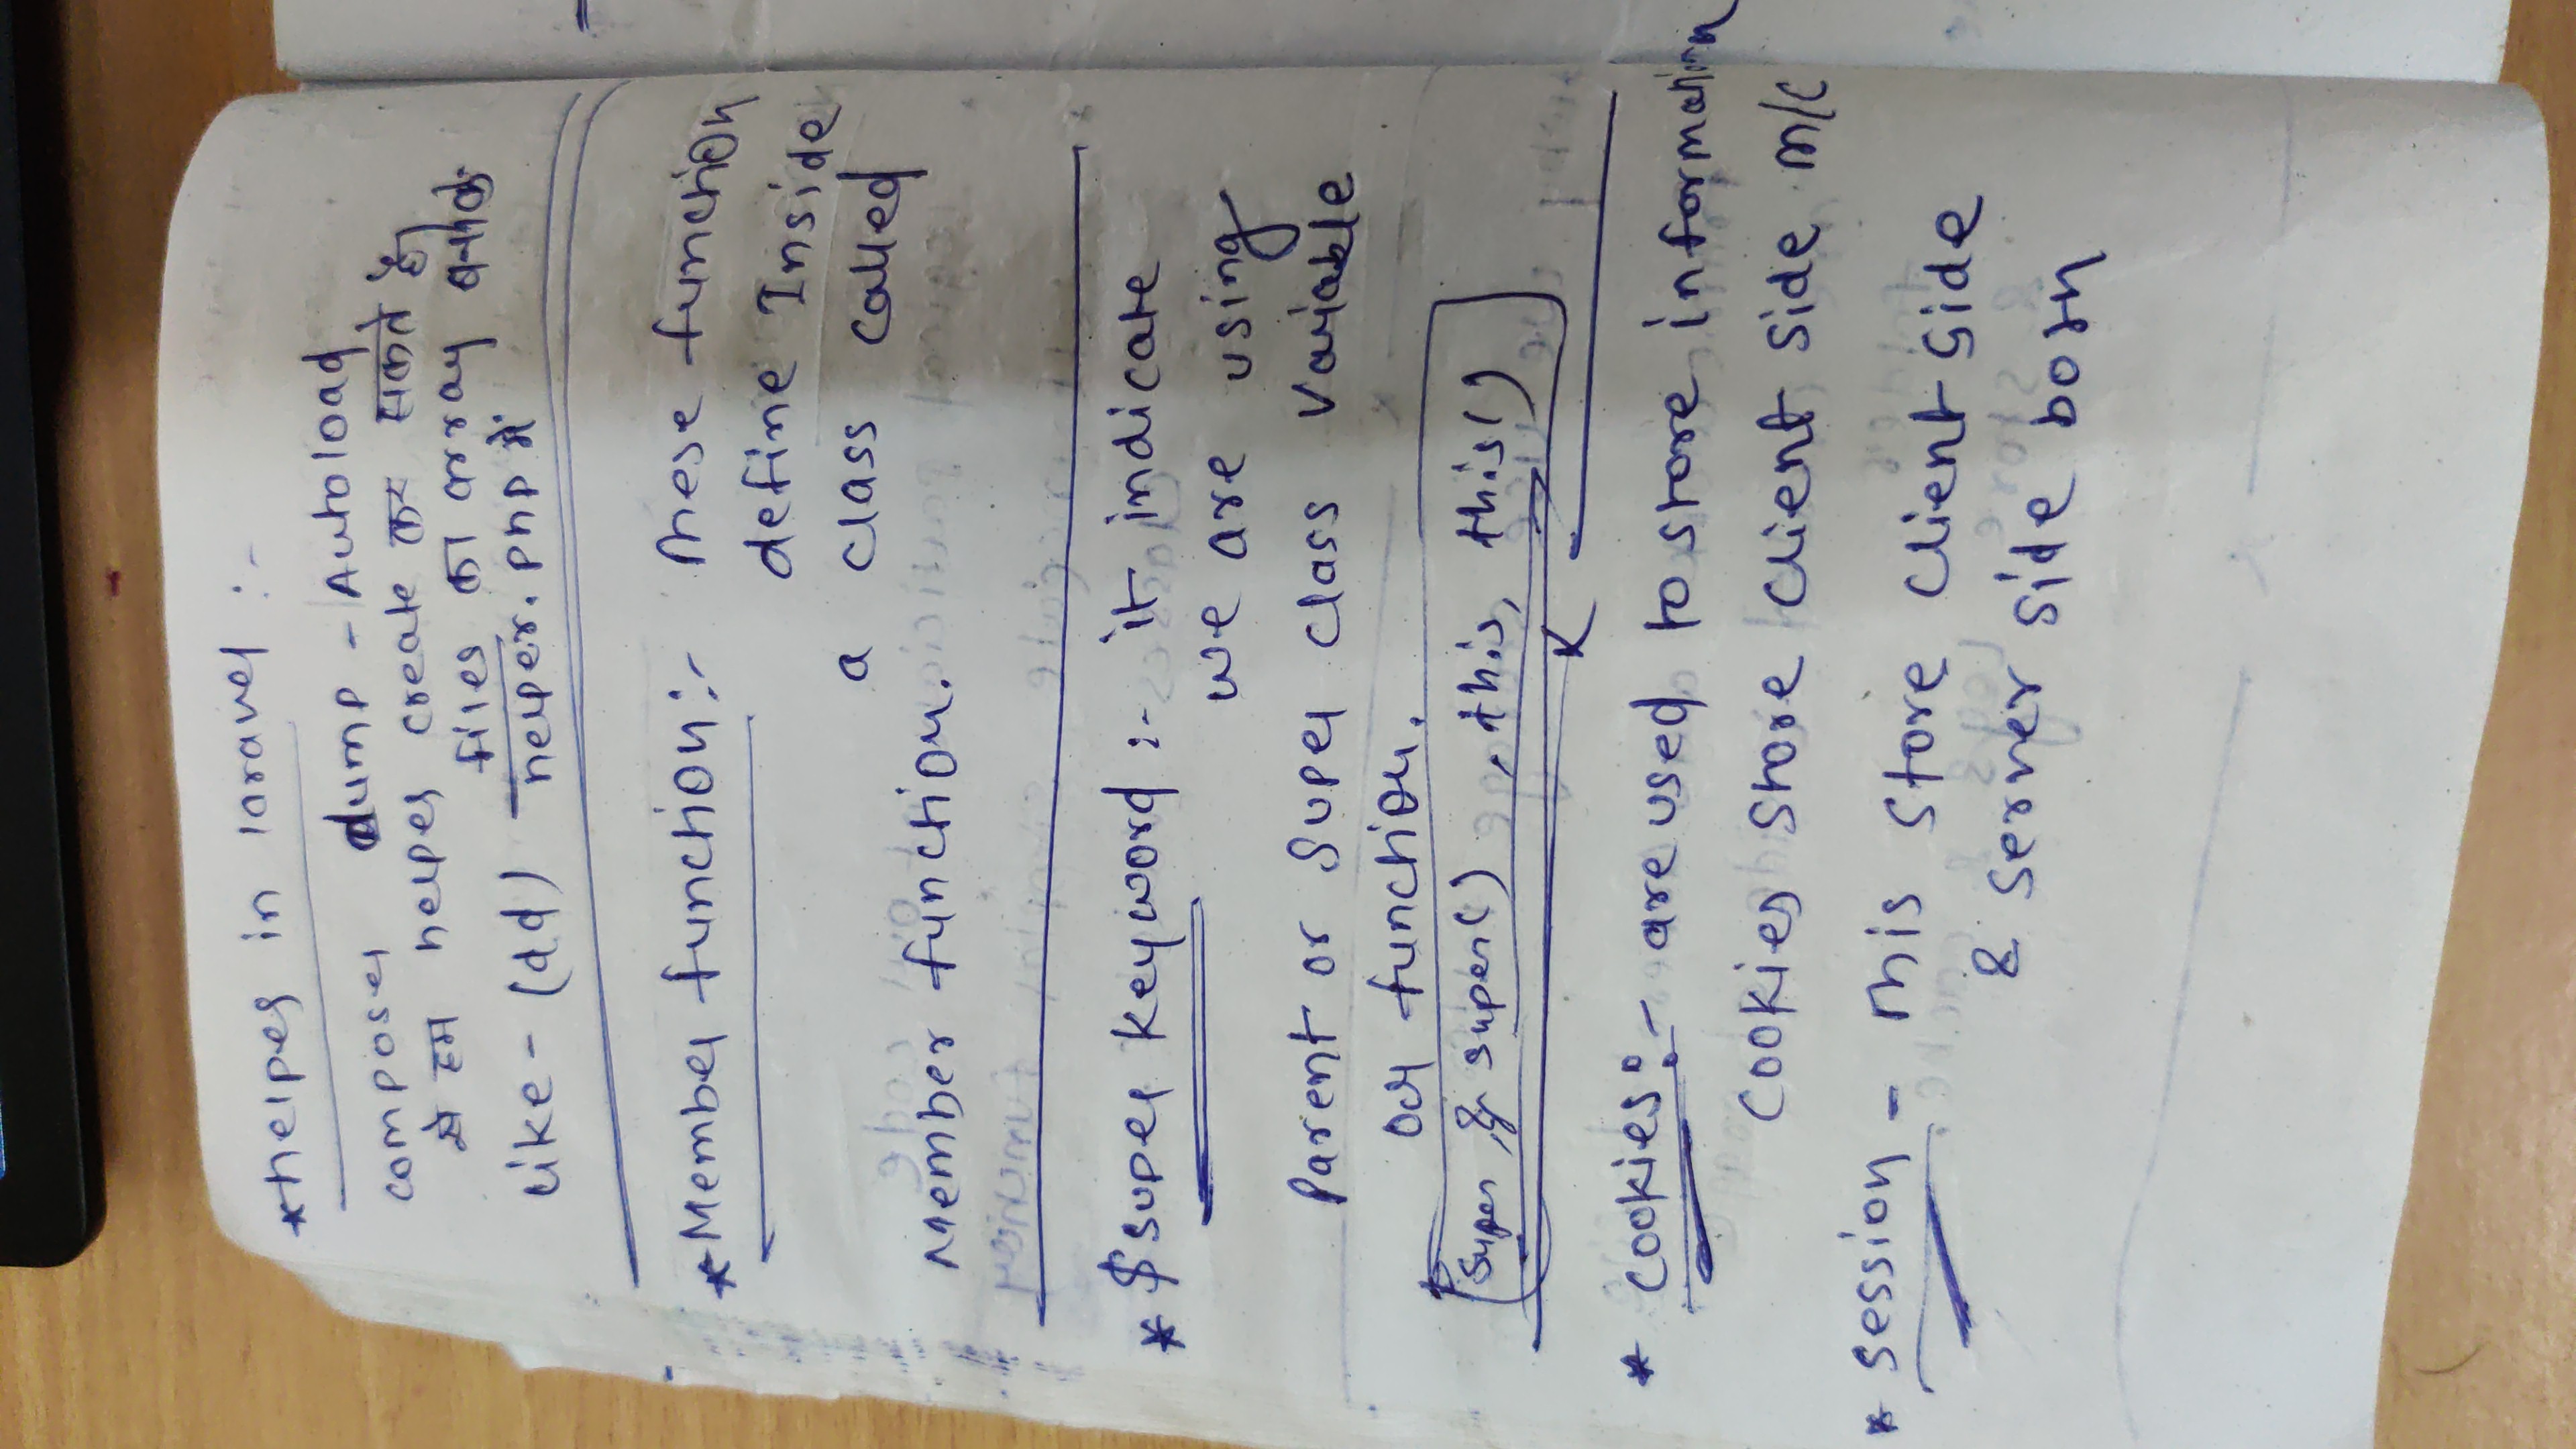 *helper in laravel :-
composer dump - Autoload
से हम helper create कर सकते है
files का array बनाके
Like - (dd) helper.php में
*Member function:- These function
define Inside
a class called
Member function.
* $super keyword :- it indicate
we are using
Parent or Super class Variable
or function.
super & super() , this, this()
* cookies:- are used to store information
Cookies store client side m/c
* session - This store client side
& server side both